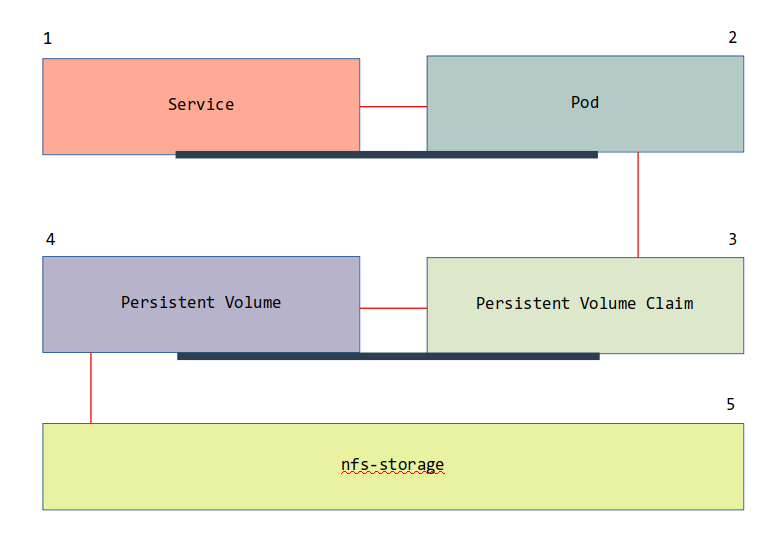 1
2
Service
Pod
4
3
Persistent Volume
Persistent Volume Claim
5
nfs-storage